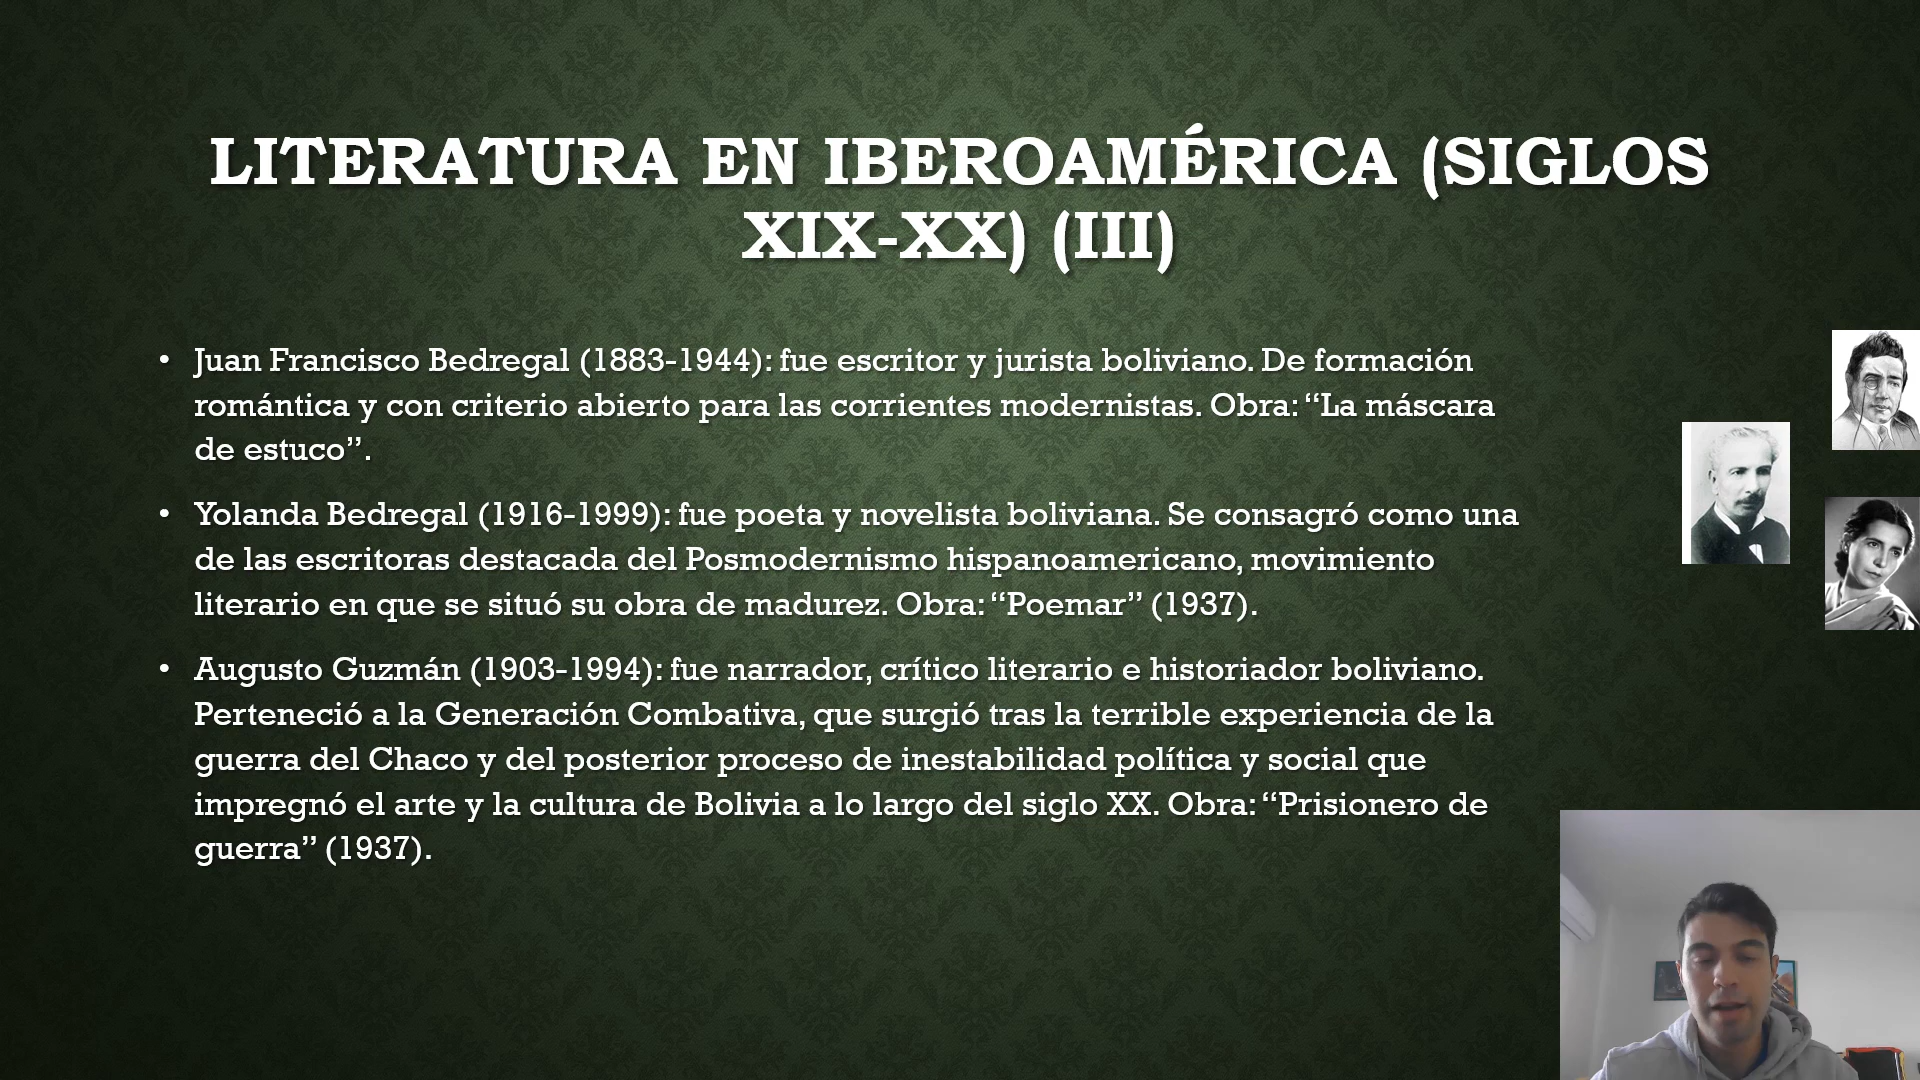 LITERATURA EN IBEROAMÉRICA (SIGLOS
XIX-XX) (III)
• Juan Francisco Bedregal (1883-1944): fue escritor y jurista boliviano. De formación
romántica y con criterio abierto para las corrientes modernistas. Obra: “La máscara
de estuco”.
• Yolanda Bedregal (1916-1999): fue poeta y novelista boliviana. Se consagró como una
de las escritoras destacada del Posmodernismo hispanoamericano, movimiento
literario en que se situó su obra de madurez. Obra: “Poemar” (1937).
• Augusto Guzmán (1903-1994): fue narrador, crítico literario e historiador boliviano.
Perteneció a la Generación Combativa, que surgió tras la terrible experiencia de la
guerra del Chaco y del posterior proceso de inestabilidad política y social que
impregnó el arte y la cultura de Bolivia a lo largo del siglo XX. Obra: “Prisionero de
guerra” (1937).